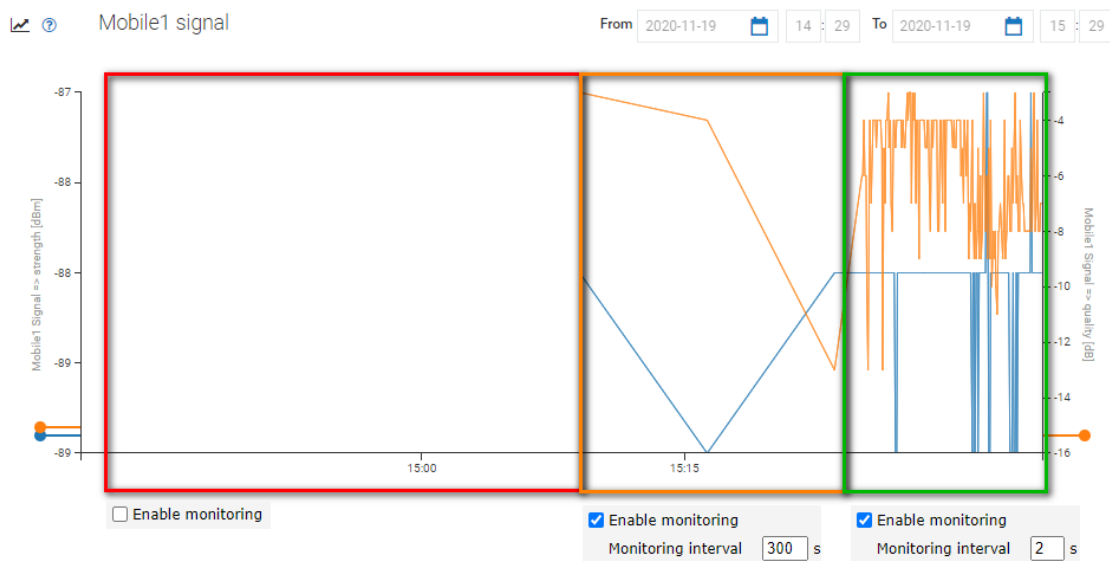 Mobile1 signal
From 2020-11-19 14 : 29 To 2020-11-19 15 : 29
-87
-88
-88
-89
-89
Mobile1 Signal => strength [dBm]
-4
-6
-8
-10
-12
-14
-16
Mobile1 Signal => quality [dB]
15:00
15:15
Enable monitoring
Enable monitoring
Monitoring interval 300 s
Enable monitoring
Monitoring interval 2 s